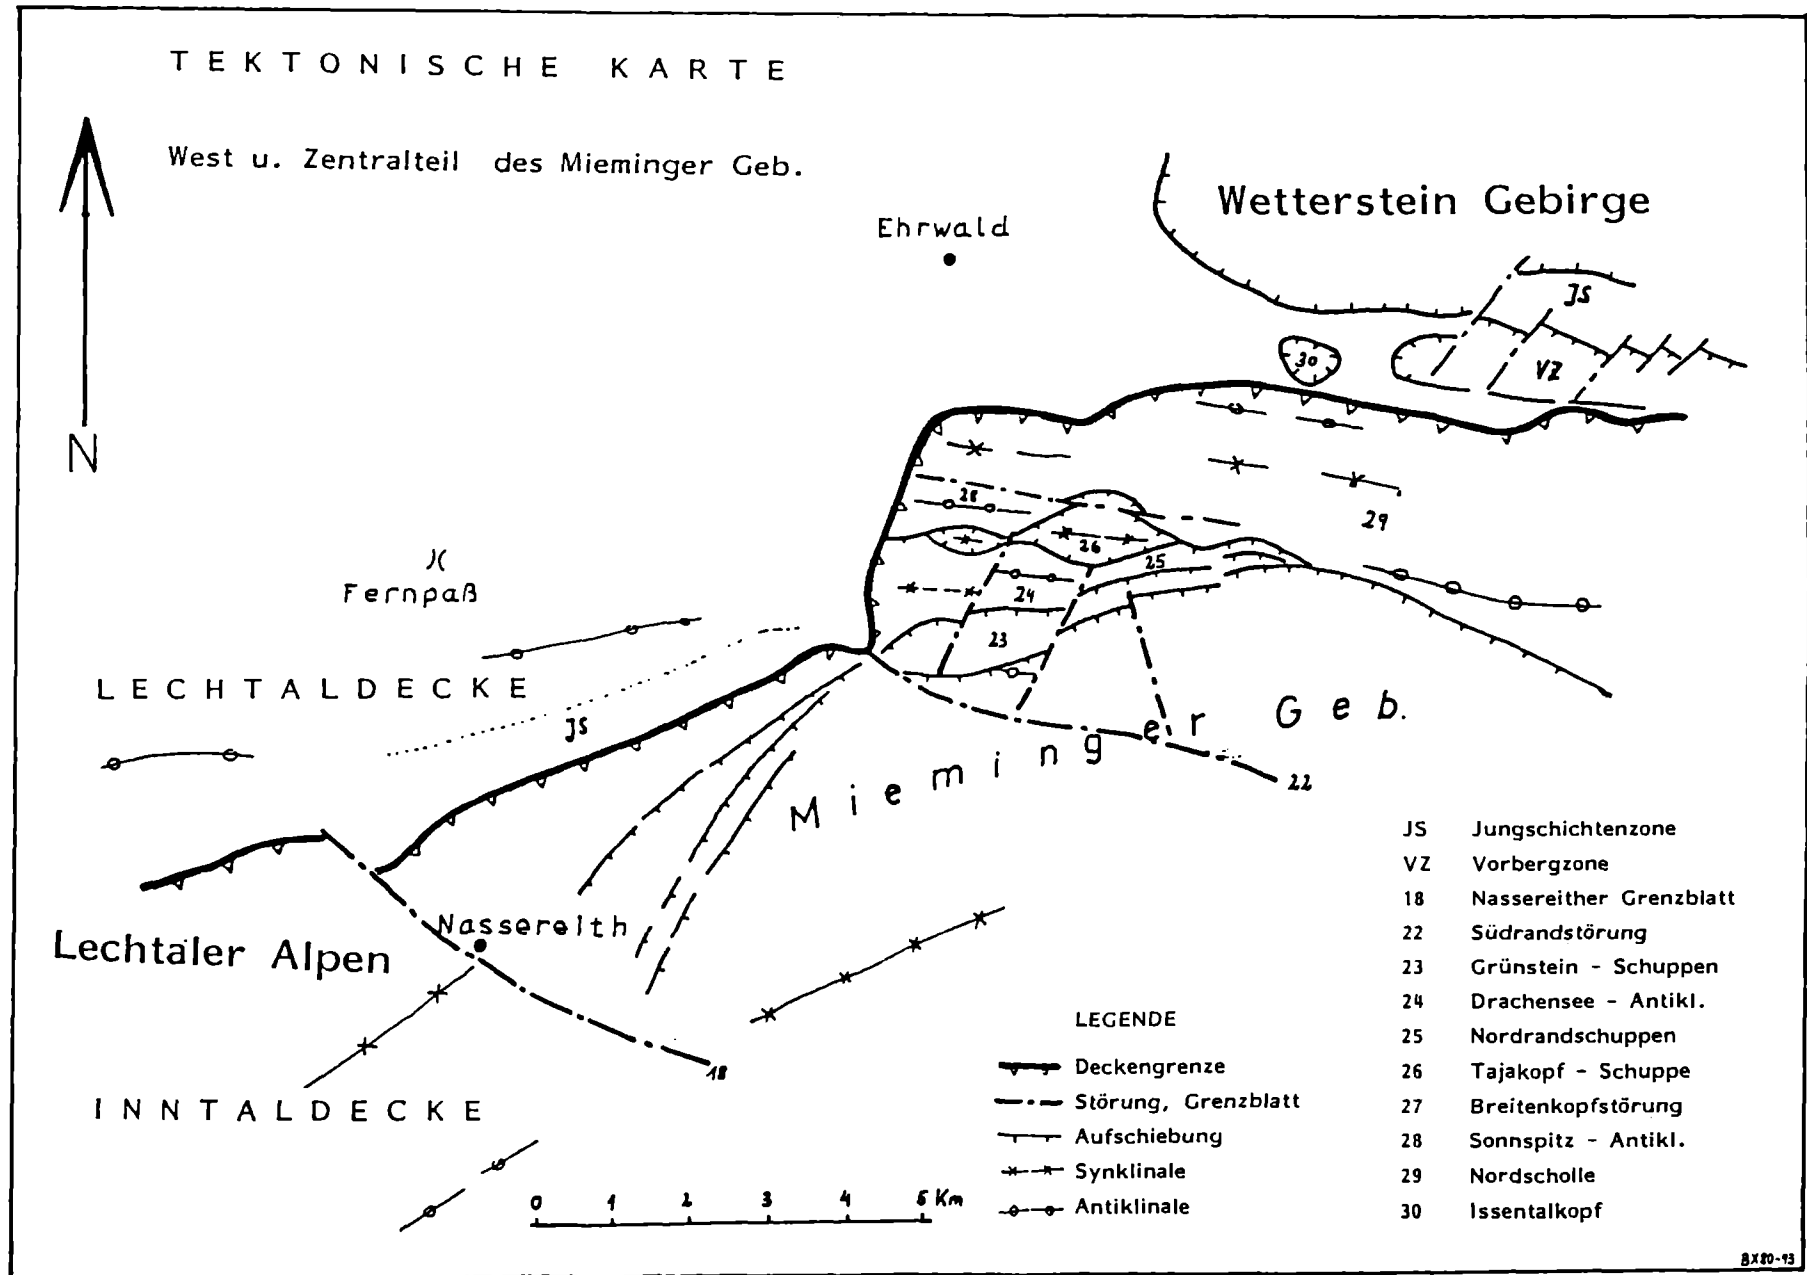 TEKTONISCHE KARTE
West u. Zentralteil des Mieminger Geb.
N
Ehrwald
Wetterstein Gebirge
JS
30
VZ
28
29
26
25
24
23
Fernpaß
LECHTALDECKE
JS
Mieminger Geb.
22
Nassereith
Lechtäler Alpen
18
INNTALDECKE
0 1 2 3 4 5 Km
LEGENDE
Deckengrenze
Störung, Grenzblatt
Aufschiebung
Synklinale
Antiklinale
JS Jungschichtenzone
VZ Vorbergzone
18 Nassereither Grenzblatt
22 Südrandstörung
23 Grünstein - Schuppen
24 Drachensee - Antikl.
25 Nordrandschuppen
26 Tajakopf - Schuppe
27 Breitenkopfstörung
28 Sonnspitz - Antikl.
29 Nordscholle
30 Issentalkopf
BX80-93